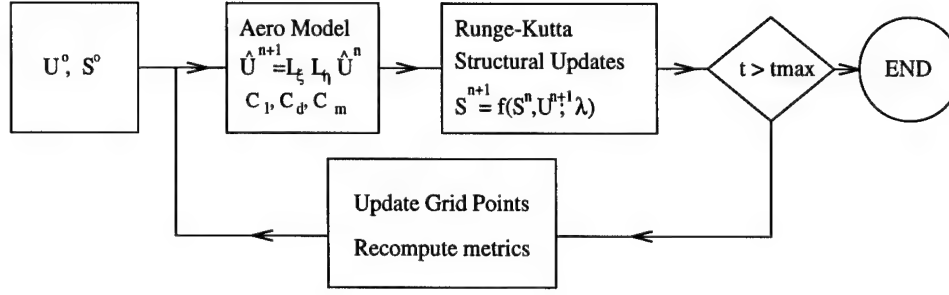 U°, S°
Aero Model
Û^{n+1}=L_ξ L_η Û^n
C_l, C_d, C_m
Runge-Kutta
Structural Updates
S^{n+1}=f(S^n,U^{n+1};λ)
t > tmax
END
Update Grid Points
Recompute metrics